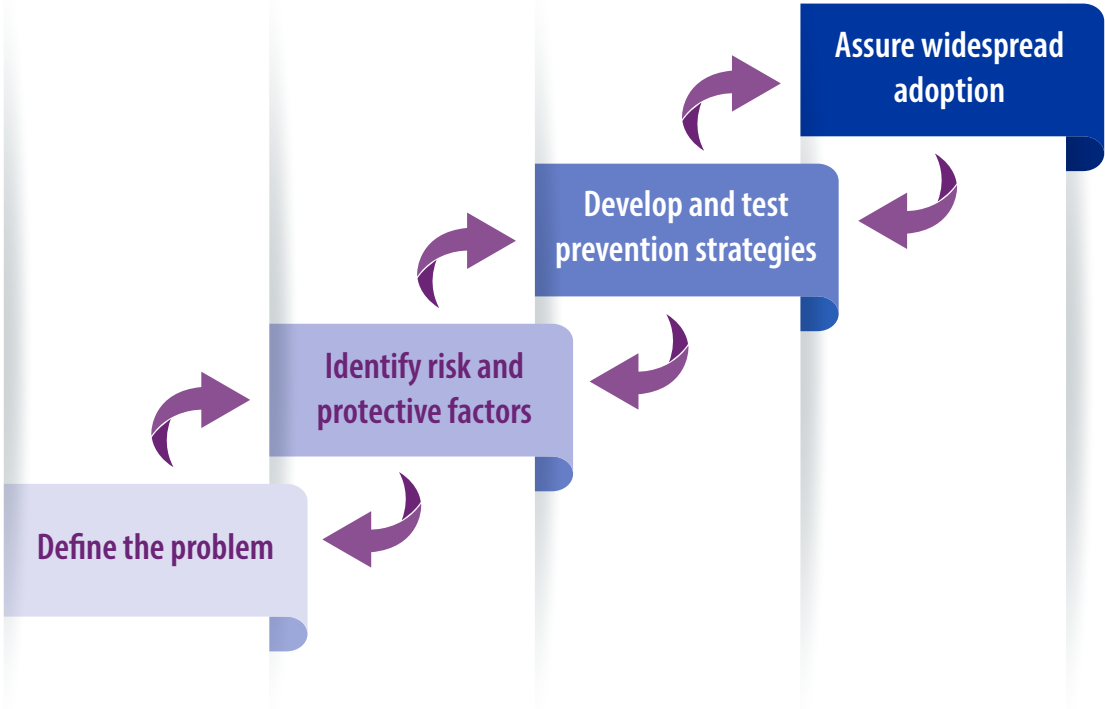 Assure widespread
adoption
Develop and test
prevention strategies
Identify risk and
protective factors
Define the problem